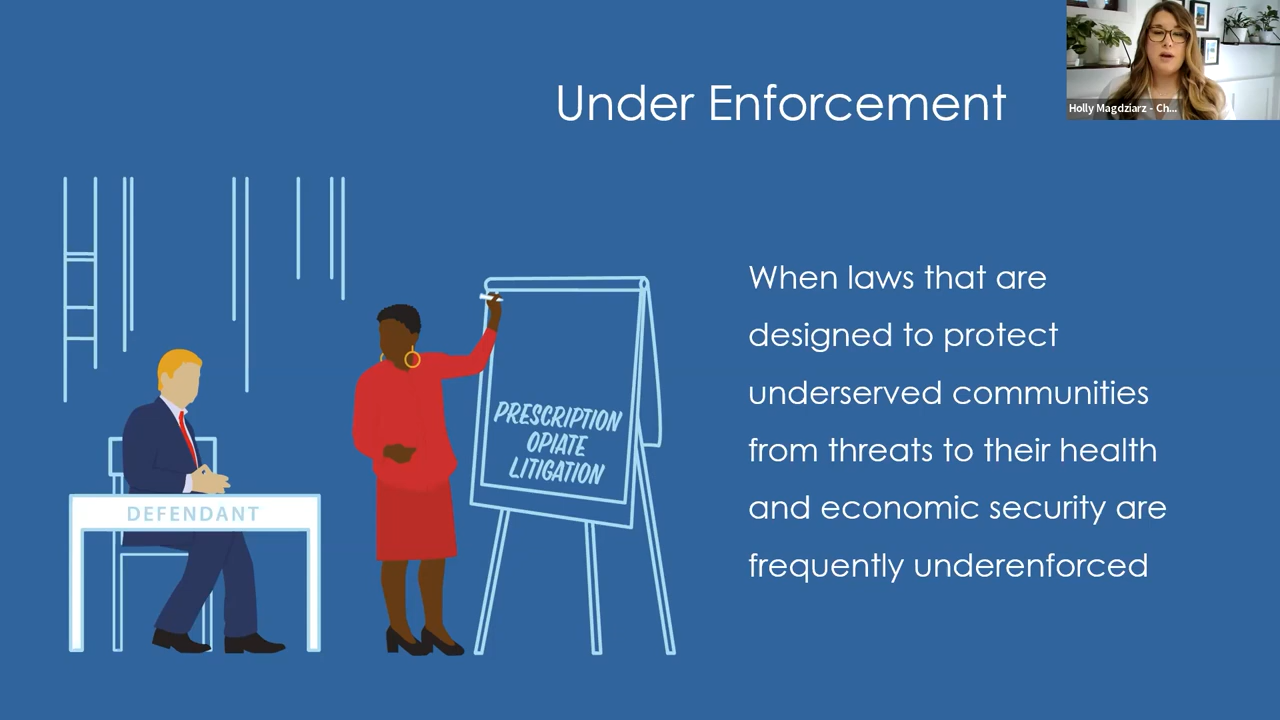 Under Enforcement
Holly Magdziarz - Ch...
When laws that are
designed to protect
underserved communities
from threats to their health
and economic security are
frequently underenforced
PRESCRIPTION
OPIATE
LITIGATION
DEFENDANT